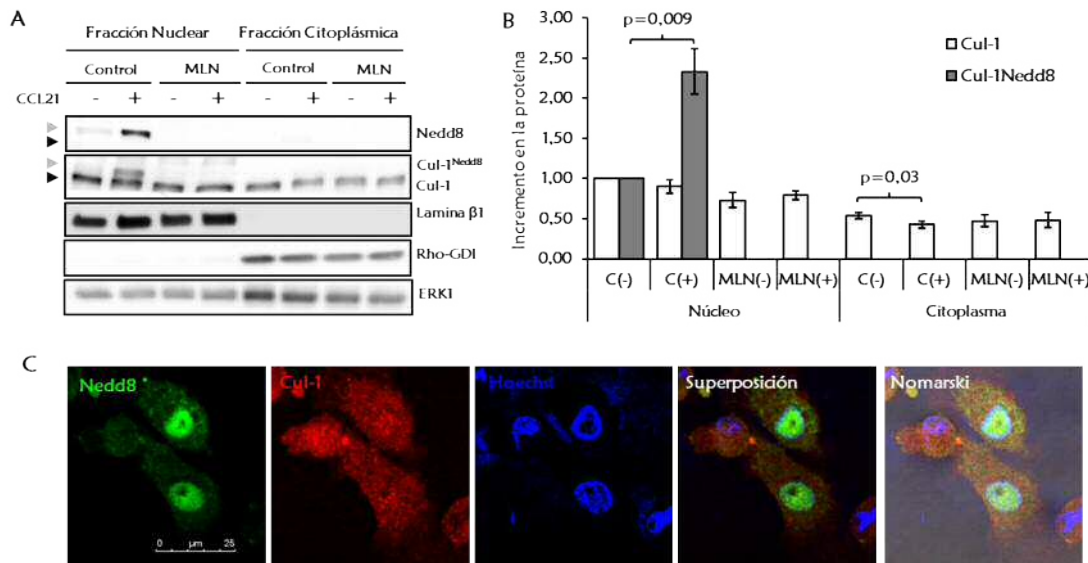 A
Fracción Nuclear Fracción Citoplásmica
Control MLN Control MLN
CCL21 - + - + - + - +
Nedd8
Cul-1Nedd8
Cul-1
Lamina β1
Rho-GDI
ERK1
B
Incremento en la proteína
3,00
2,50
2,00
1,50
1,00
0,50
0,00
p=0,009
p=0,03
Cul-1
Cul-1Nedd8
C(-) C(+) MLN(-) MLN(+) C(-) C(+) MLN(-) MLN(+)
Núcleo Citoplasma
C
Nedd8 Cul-1 Hoechst Superposición Nomarski
0 µm 25